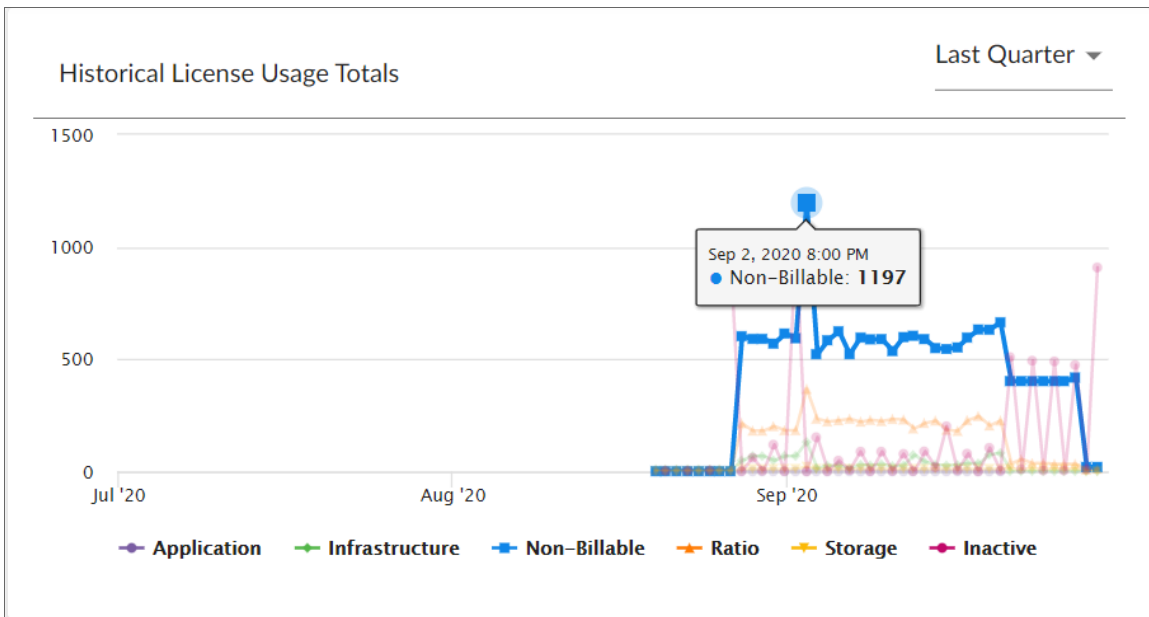 Historical License Usage Totals
Last Quarter
1500
1000
500
0
Sep 2, 2020 8:00 PM
Non-Billable: 1197
Jul '20
Aug '20
Sep '20
Application
Infrastructure
Non-Billable
Ratio
Storage
Inactive